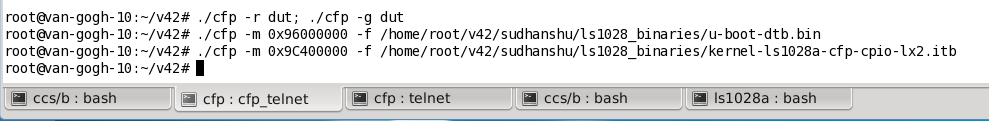 root@van-gogh-10:~/v42# ./cfp -r dut; ./cfp -g dut
root@van-gogh-10:~/v42# ./cfp -m 0x96000000 -f /home/root/v42/sudhanshu/ls1028_binaries/u-boot-dtb.bin
root@van-gogh-10:~/v42# ./cfp -m 0x9C400000 -f /home/root/v42/sudhanshu/ls1028_binaries/kernel-ls1028a-cfp-cpio-lx2.itb
root@van-gogh-10:~/v42#
ccs/b : bash cfp : cfp_telnet cfp : telnet ccs/b : bash ls1028a : bash